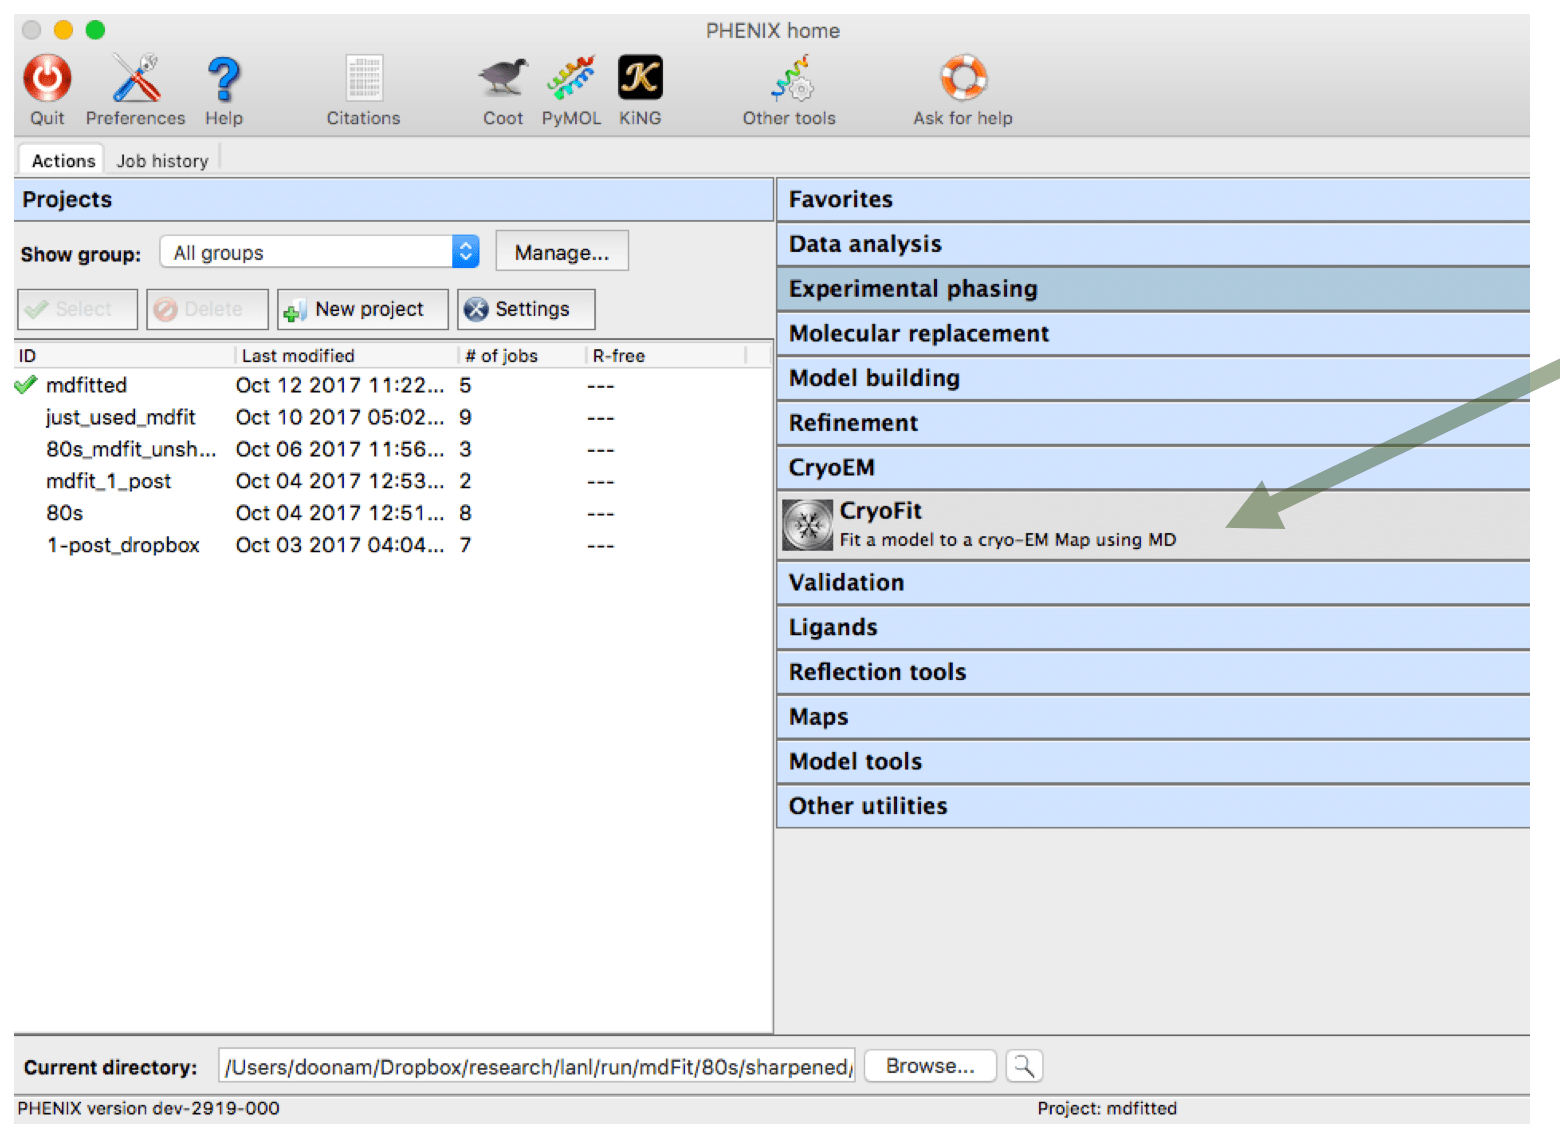 PHENIX home
Quit Preferences Help Citations Coot PyMOL KiNG Other tools Ask for help
Actions Job history
Projects
Show group: All groups Manage...
Select Delete New project Settings
ID Last modified # of jobs R-free
mdfitted Oct 12 2017 11:22... 5 ---
just_used_mdfit Oct 10 2017 05:02... 9 ---
80s_mdfit_unsh... Oct 06 2017 11:56... 3 ---
mdfit_1_post Oct 04 2017 12:53... 2 ---
80s Oct 04 2017 12:51... 8 ---
1-post_dropbox Oct 03 2017 04:04... 7 ---
Favorites
Data analysis
Experimental phasing
Molecular replacement
Model building
Refinement
CryoEM
CryoFit
Fit a model to a cryo-EM Map using MD
Validation
Ligands
Reflection tools
Maps
Model tools
Other utilities
Current directory: /Users/doonam/Dropbox/research/lanl/run/mdFit/80s/sharpened/ Browse...
PHENIX version dev-2919-000 Project: mdfitted